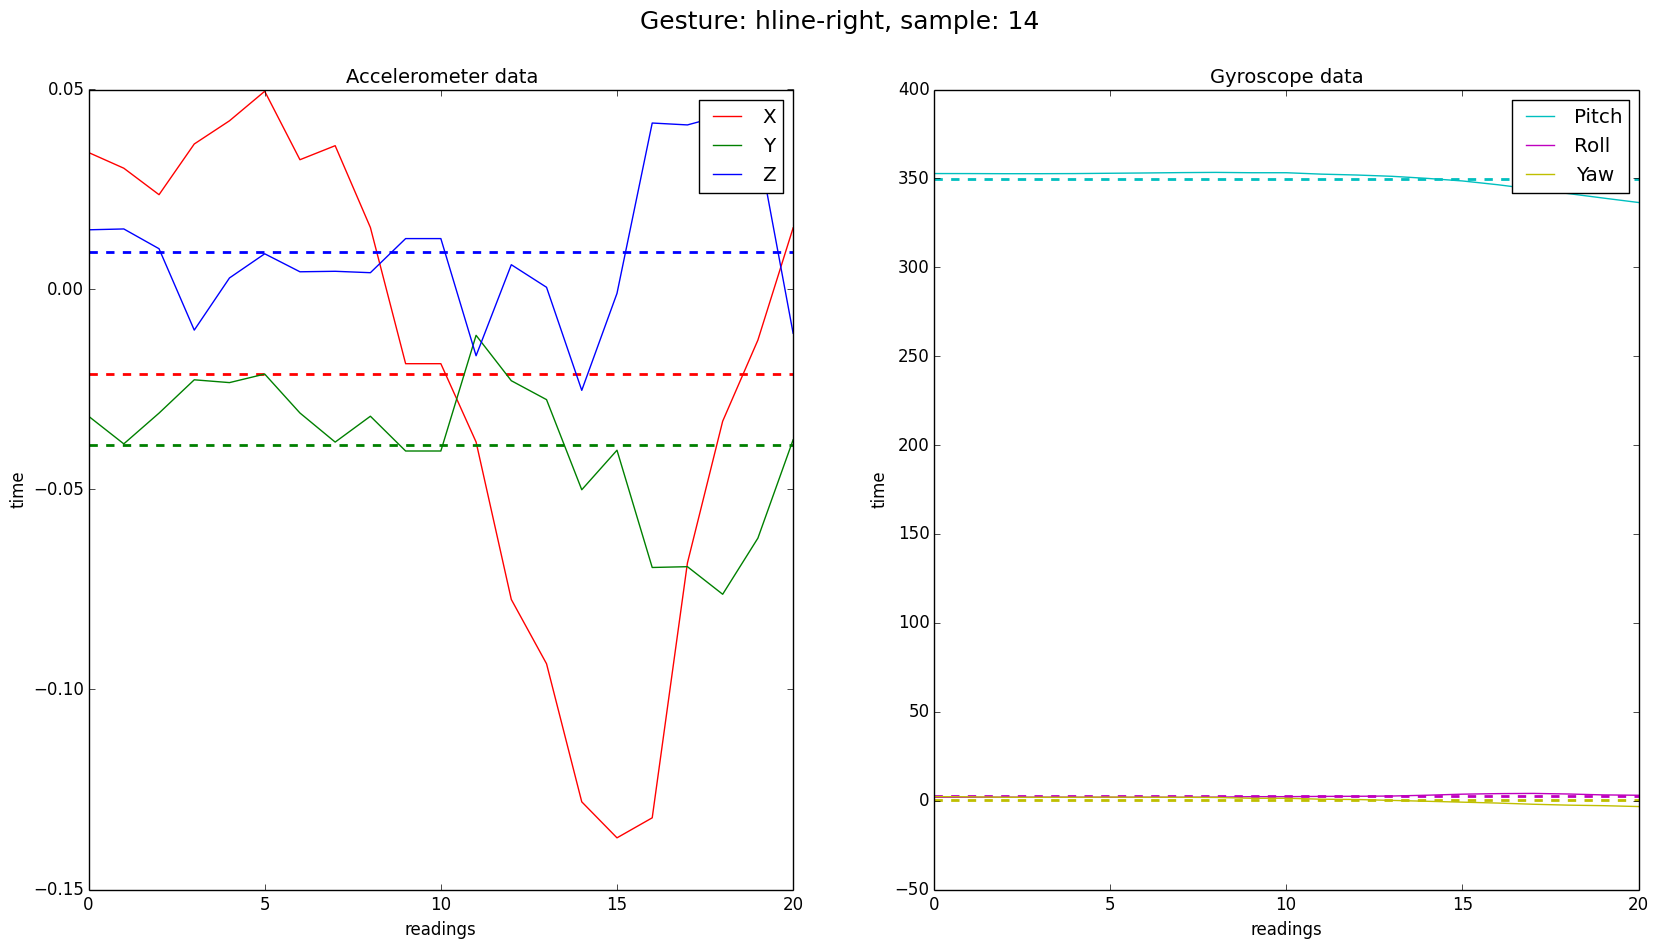 Gesture: hline-right, sample: 14
Accelerometer data
0.05
0.00
−0.05
−0.10
−0.15
time
0 5 10 15 20
readings
X
Y
Z
Gyroscope data
400
350
300
250
200
150
100
50
0
−50
time
0 5 10 15 20
readings
Pitch
Roll
Yaw